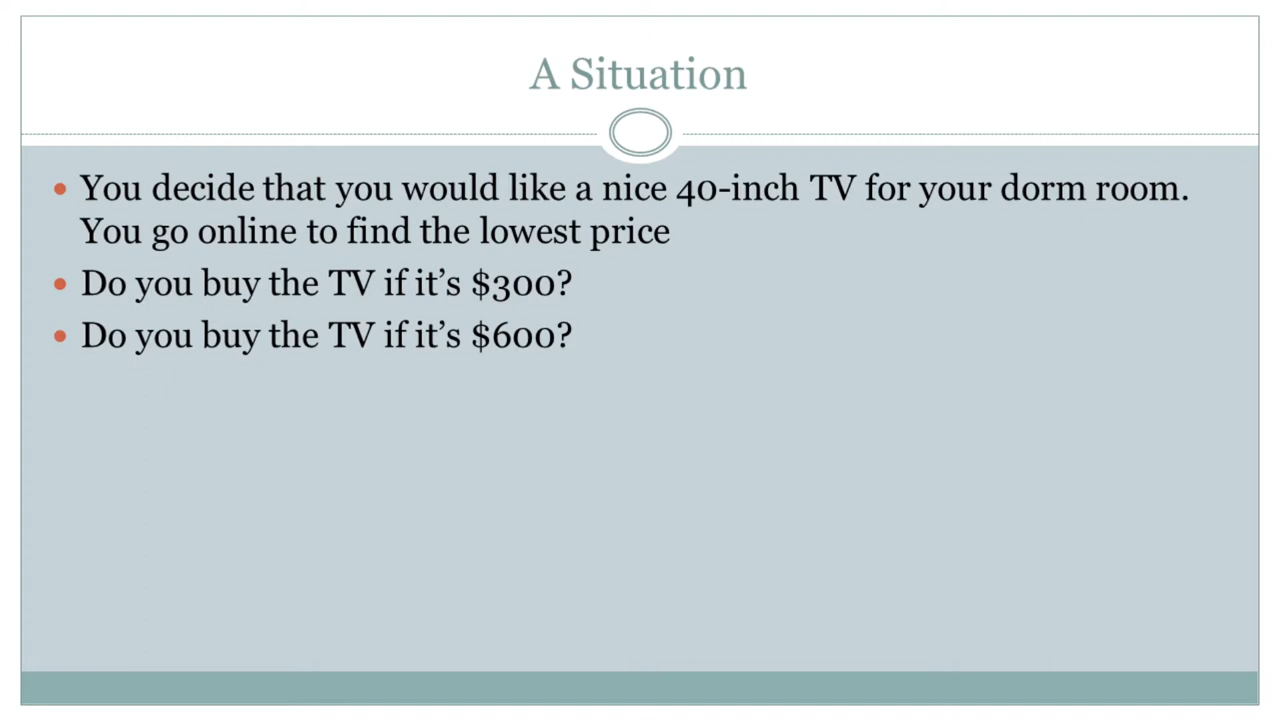 A Situation
• You decide that you would like a nice 40-inch TV for your dorm room.
You go online to find the lowest price
• Do you buy the TV if it’s $300?
• Do you buy the TV if it’s $600?